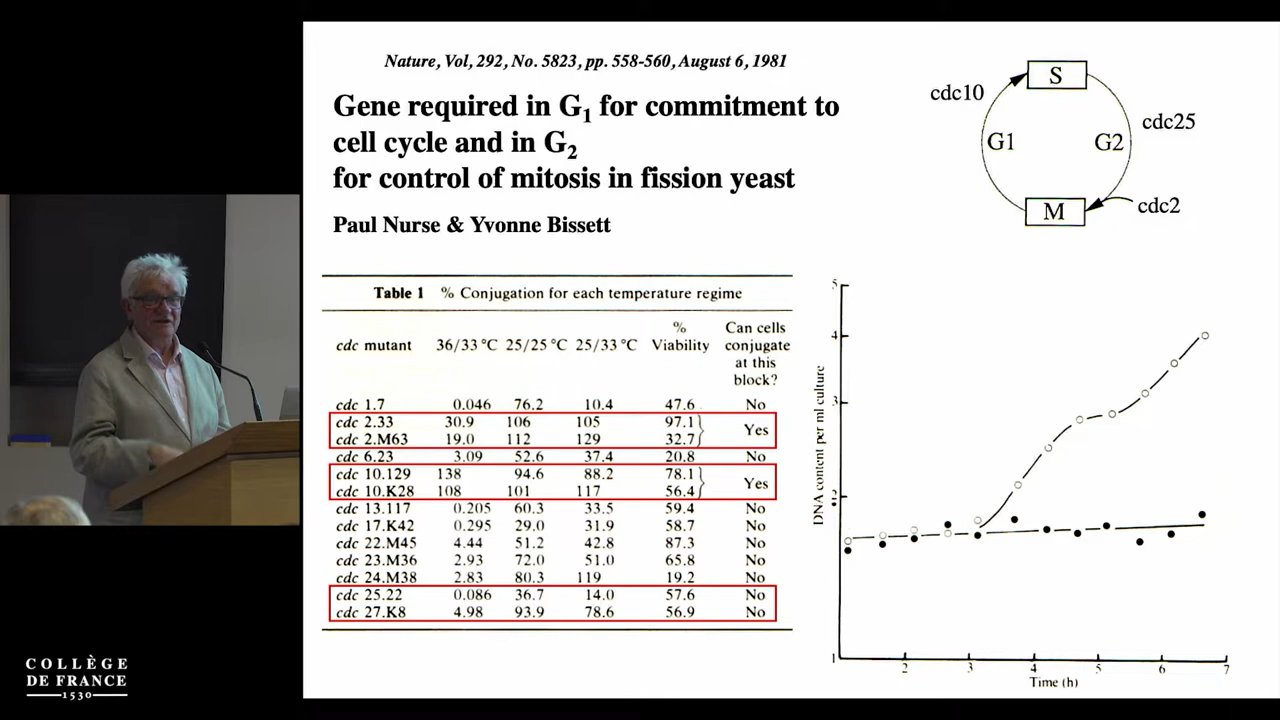 Nature, Vol, 292, No. 5823, pp. 558-560, August 6, 1981
Gene required in G1 for commitment to
cell cycle and in G2
for control of mitosis in fission yeast
Paul Nurse & Yvonne Bissett
S
cdc10
cdc25
G1
G2
M
cdc2
Table 1 % Conjugation for each temperature regime
cdc mutant 36/33 °C 25/25 °C 25/33 °C % Viability Can cells conjugate at this block?
cdc 1.7 0.046 76.2 10.4 47.6 No
cdc 2.33 30.9 106 105 97.1
cdc 2.M63 19.0 112 129 32.7
Yes
cdc 6.23 3.09 52.6 37.4 20.8 No
cdc 10.129 138 94.6 88.2 78.1
cdc 10.K28 108 101 117 56.4
Yes
cdc 13.117 0.205 60.3 33.5 59.4 No
cdc 17.K42 0.295 29.0 31.9 58.7 No
cdc 22.M45 4.44 51.2 42.8 87.3 No
cdc 23.M36 2.93 72.0 51.0 65.8 No
cdc 24.M38 2.83 80.3 119 19.2 No
cdc 25.22 0.086 36.7 14.0 57.6 No
cdc 27.K8 4.98 93.9 78.6 56.9 No
DNA content per ml culture
5
4
3
2
1
2 3 4 5 6 7
Time (h)
COLLÈGE
DE FRANCE
1530